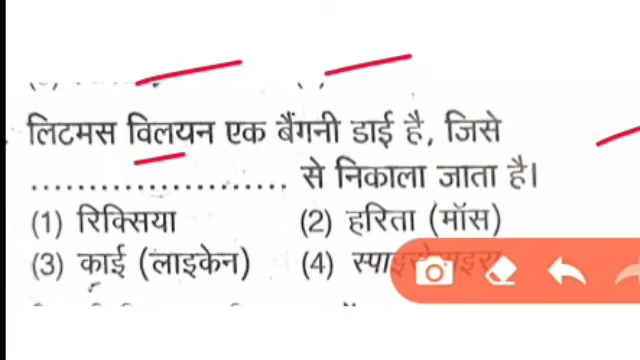 लिटमस विलयन एक बैंगनी डाई है, जिसे
...................... से निकाला जाता है।
(1) रिक्सिया (2) हरिता (मॉस)
(3) काई (लाइकेन) (4)